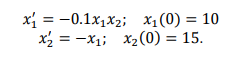 x₁′ = −0.1x₁x₂; x₁(0) = 10
x₂′ = −x₁; x₂(0) = 15.